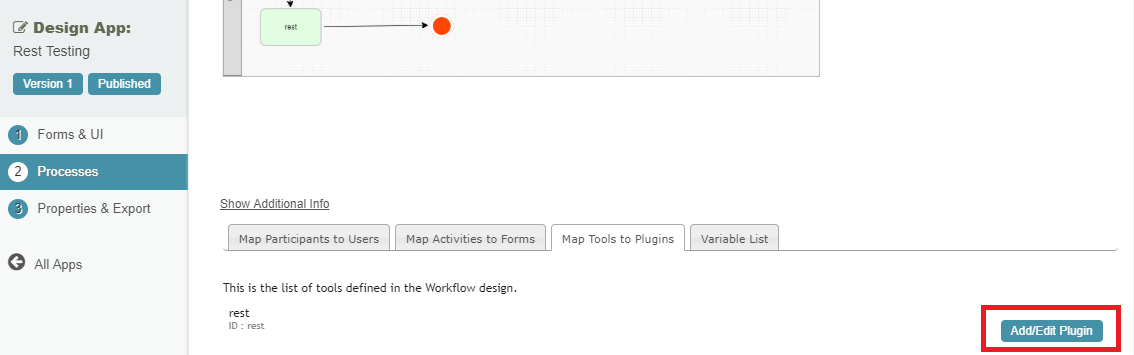 Design App:
Rest Testing
Version 1 Published
1 Forms & UI
2 Processes
3 Properties & Export
All Apps
rest
Show Additional Info
Map Participants to Users Map Activities to Forms Map Tools to Plugins Variable List
This is the list of tools defined in the Workflow design.
rest
ID : rest
Add/Edit Plugin